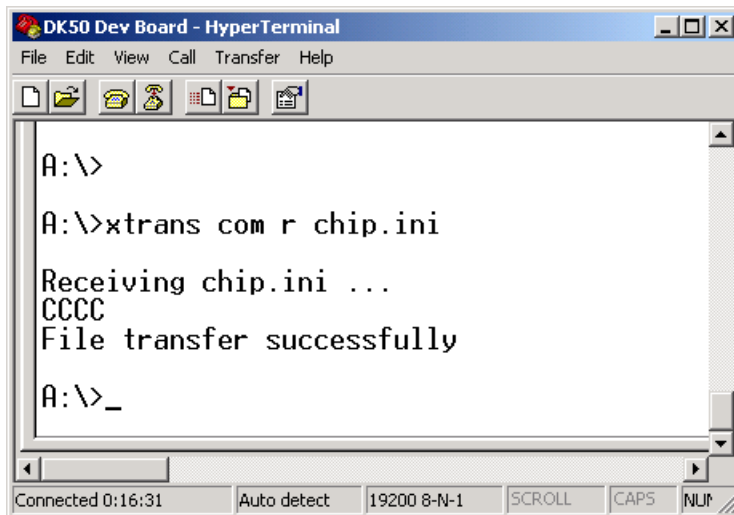 DK50 Dev Board - HyperTerminal
File Edit View Call Transfer Help
A:\>
A:\>xtrans com r chip.ini
Receiving chip.ini ...
CCCC
File transfer successfully
A:\>_
Connected 0:16:31 Auto detect 19200 8-N-1 SCROLL CAPS NUM